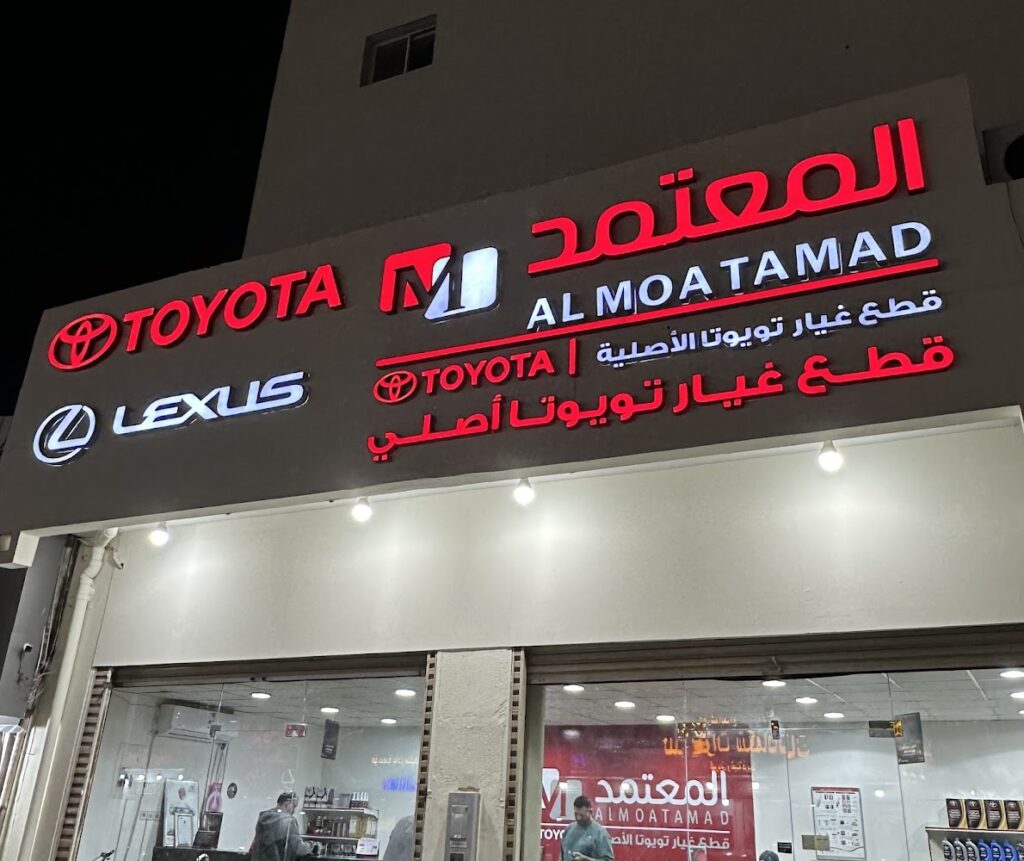 TOYOTA
LEXUS
المعتمد
AL MOATAMAD
TOYOTA | قطع غيار تويوتا الأصلية
قطع غيار تويوتا أصلي
المعتمد
ALMOATAMAD